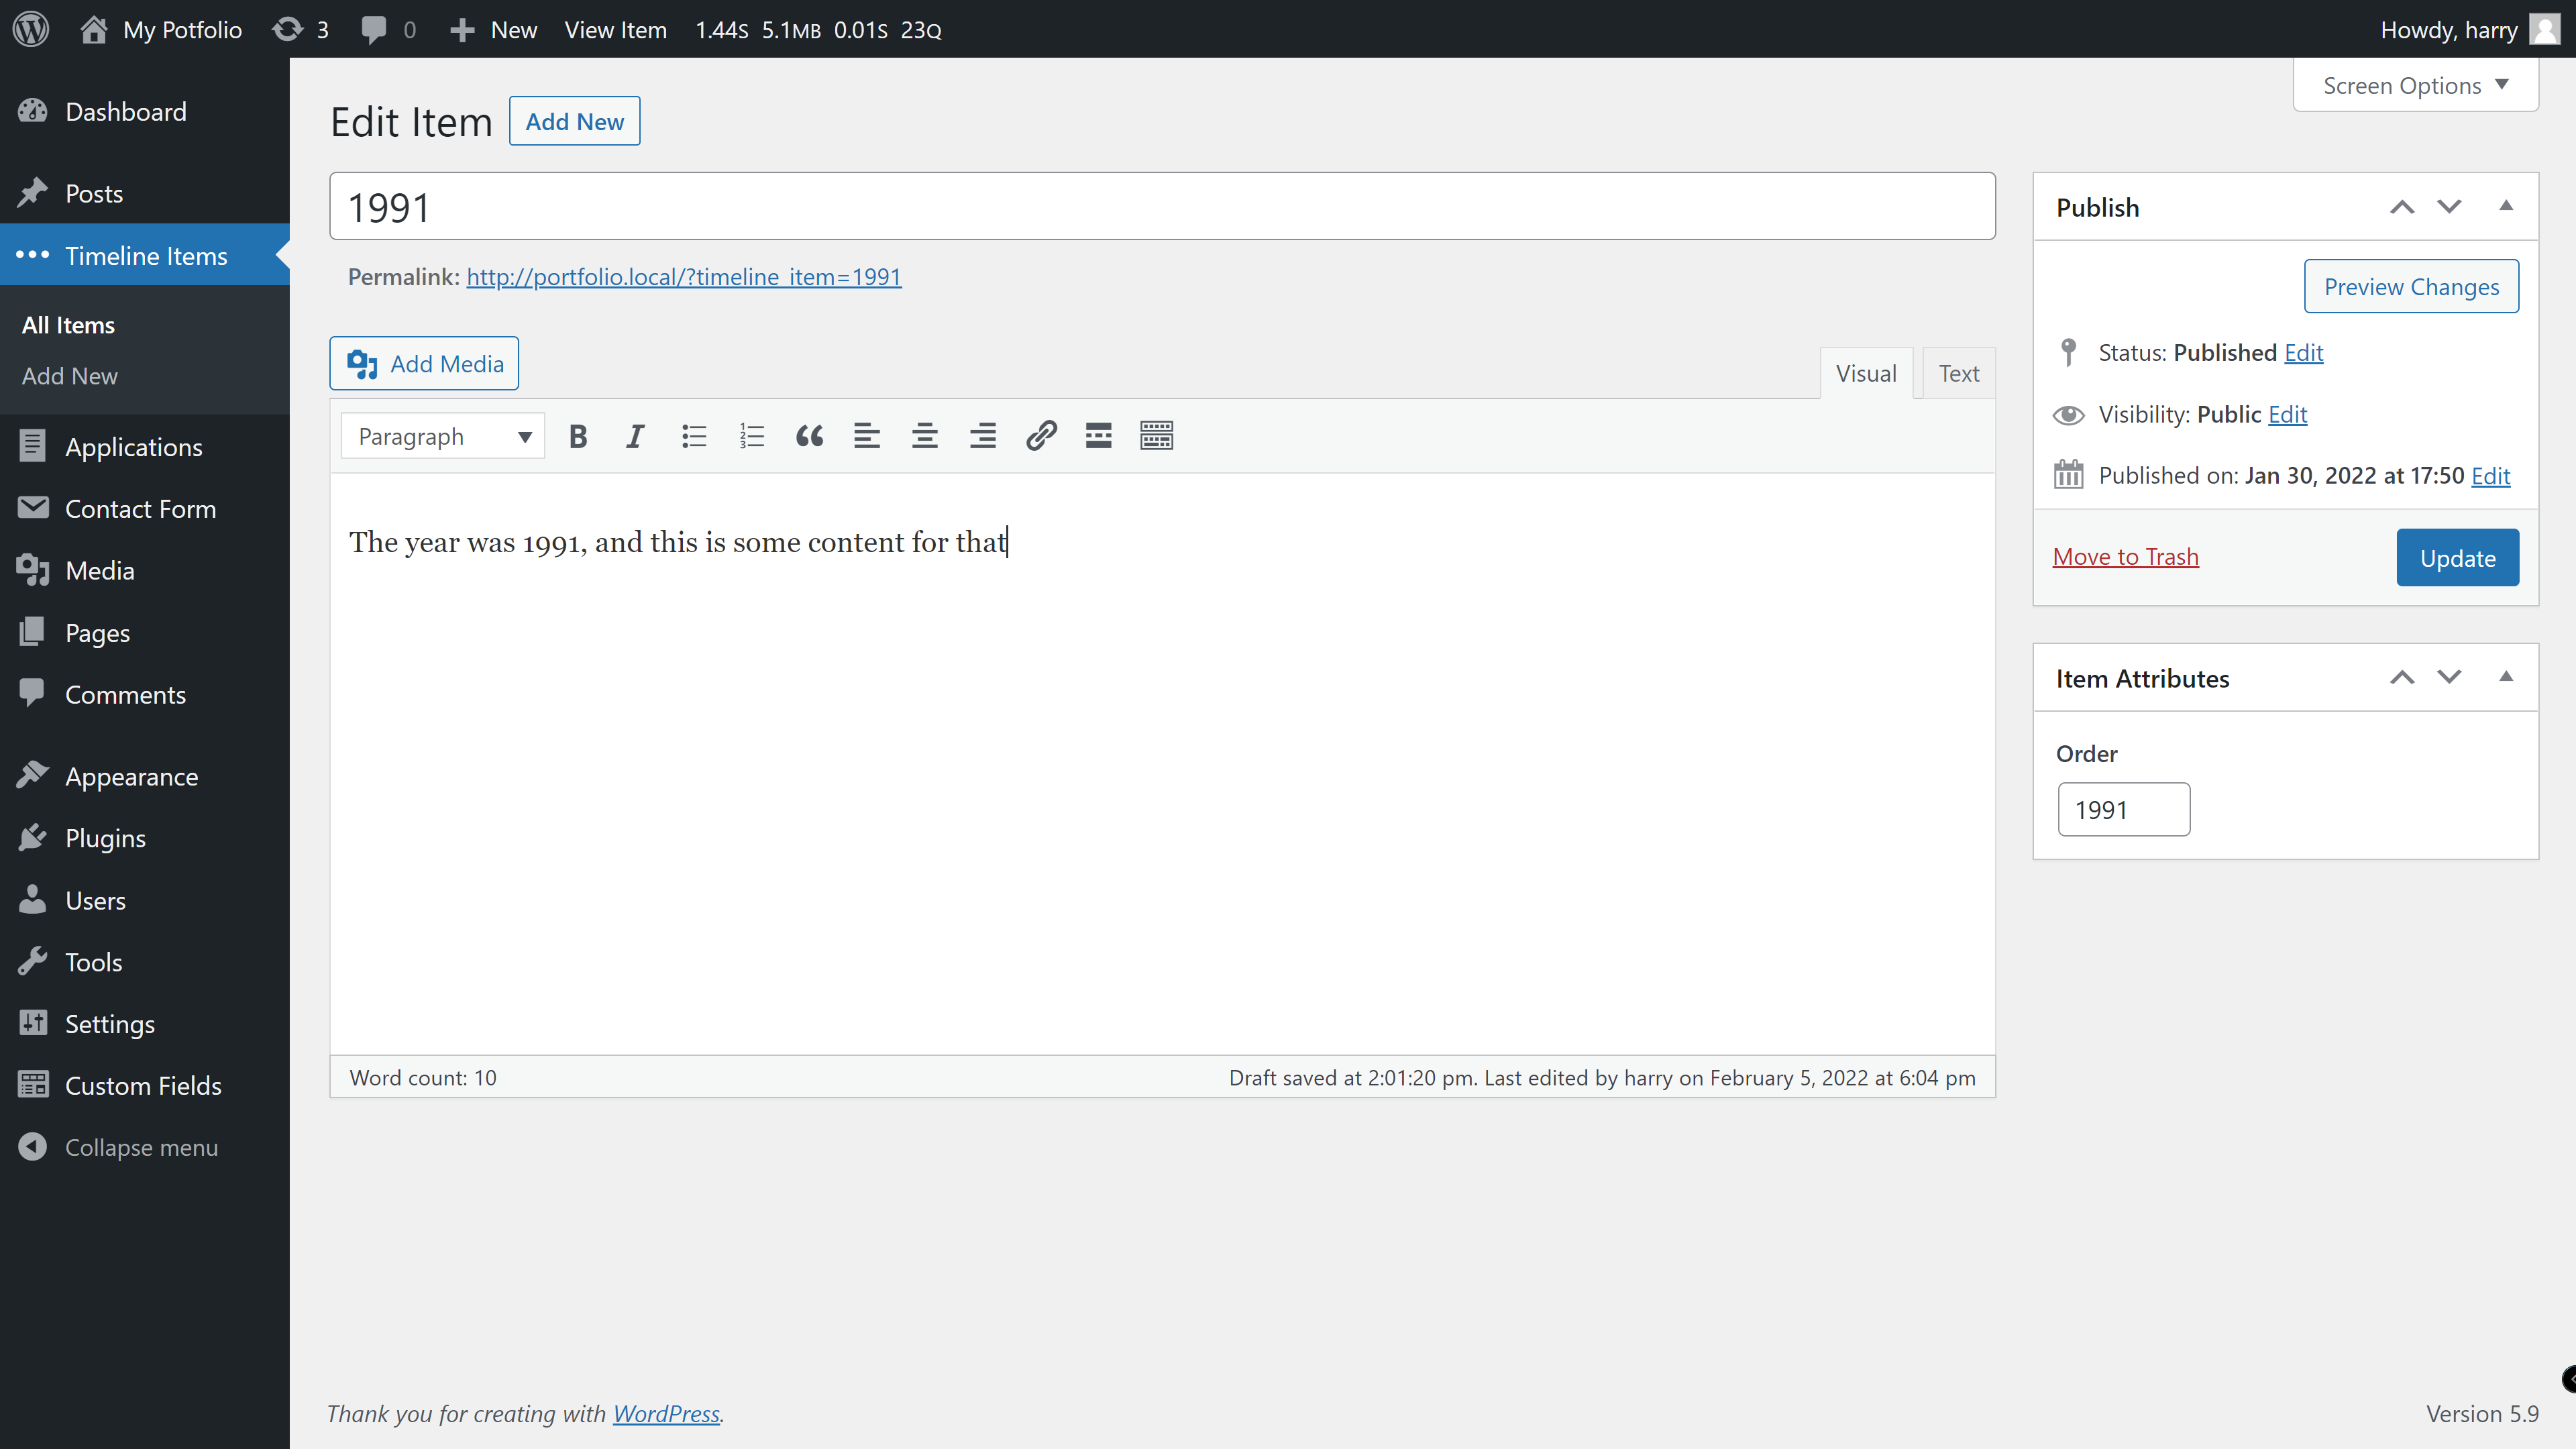 My Potfolio 3 0 New View Item 1.44S 5.1MB 0.01S 23Q Howdy, harry
Screen Options
Dashboard
Posts
Timeline Items
All Items
Add New
Applications
Contact Form
Media
Pages
Comments
Appearance
Plugins
Users
Tools
Settings
Custom Fields
Collapse menu
Edit Item Add New
1991
Permalink: http://portfolio.local/?timeline_item=1991
Add Media
Visual Text
Paragraph
The year was 1991, and this is some content for that
Word count: 10 Draft saved at 2:01:20 pm. Last edited by harry on February 5, 2022 at 6:04 pm
Publish
Preview Changes
Status: Published Edit
Visibility: Public Edit
Published on: Jan 30, 2022 at 17:50 Edit
Move to Trash Update
Item Attributes
Order
1991
Thank you for creating with WordPress. Version 5.9